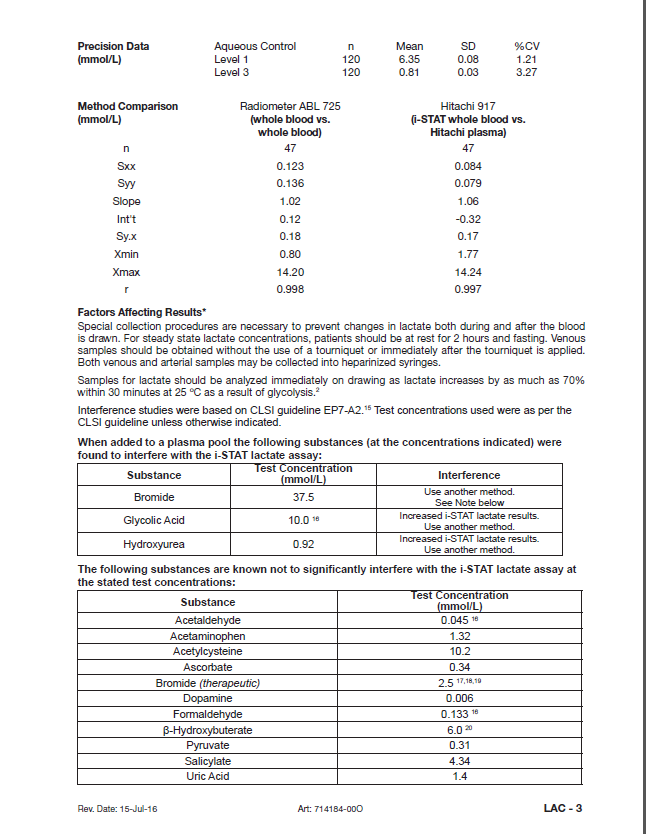 Precision Data Aqueous Control n Mean SD %CV
(mmol/L) Level 1 120 6.35 0.08 1.21
Level 3 120 0.81 0.03 3.27
Method Comparison Radiometer ABL 725 Hitachi 917
(mmol/L) (whole blood vs. (i-STAT whole blood vs.
whole blood) Hitachi plasma)
n 47 47
Sxx 0.123 0.084
Syy 0.136 0.079
Slope 1.02 1.06
Int't 0.12 -0.32
Sy.x 0.18 0.17
Xmin 0.80 1.77
Xmax 14.20 14.24
r 0.998 0.997
Factors Affecting Results*
Special collection procedures are necessary to prevent changes in lactate both during and after the blood
is drawn. For steady state lactate concentrations, patients should be at rest for 2 hours and fasting. Venous
samples should be obtained without the use of a tourniquet or immediately after the tourniquet is applied.
Both venous and arterial samples may be collected into heparinized syringes.
Samples for lactate should be analyzed immediately on drawing as lactate increases by as much as 70%
within 30 minutes at 25 ºC as a result of glycolysis.²
Interference studies were based on CLSI guideline EP7-A2.¹⁵ Test concentrations used were as per the
CLSI guideline unless otherwise indicated.
When added to a plasma pool the following substances (at the concentrations indicated) were
found to interfere with the i-STAT lactate assay:
Substance Test Concentration (mmol/L) Interference
Bromide 37.5 Use another method.
See Note below
Glycolic Acid 10.0 ¹⁶ Increased i-STAT lactate results.
Use another method.
Hydroxyurea 0.92 Increased i-STAT lactate results.
Use another method.
The following substances are known not to significantly interfere with the i-STAT lactate assay at
the stated test concentrations:
Substance Test Concentration (mmol/L)
Acetaldehyde 0.045 ¹⁶
Acetaminophen 1.32
Acetylcysteine 10.2
Ascorbate 0.34
Bromide (therapeutic) 2.5 ¹⁷,¹⁸,¹⁹
Dopamine 0.006
Formaldehyde 0.133 ¹⁶
β-Hydroxybuterate 6.0 ²⁰
Pyruvate 0.31
Salicylate 4.34
Uric Acid 1.4
Rev. Date: 15-Jul-16 Art: 714184-00O LAC - 3